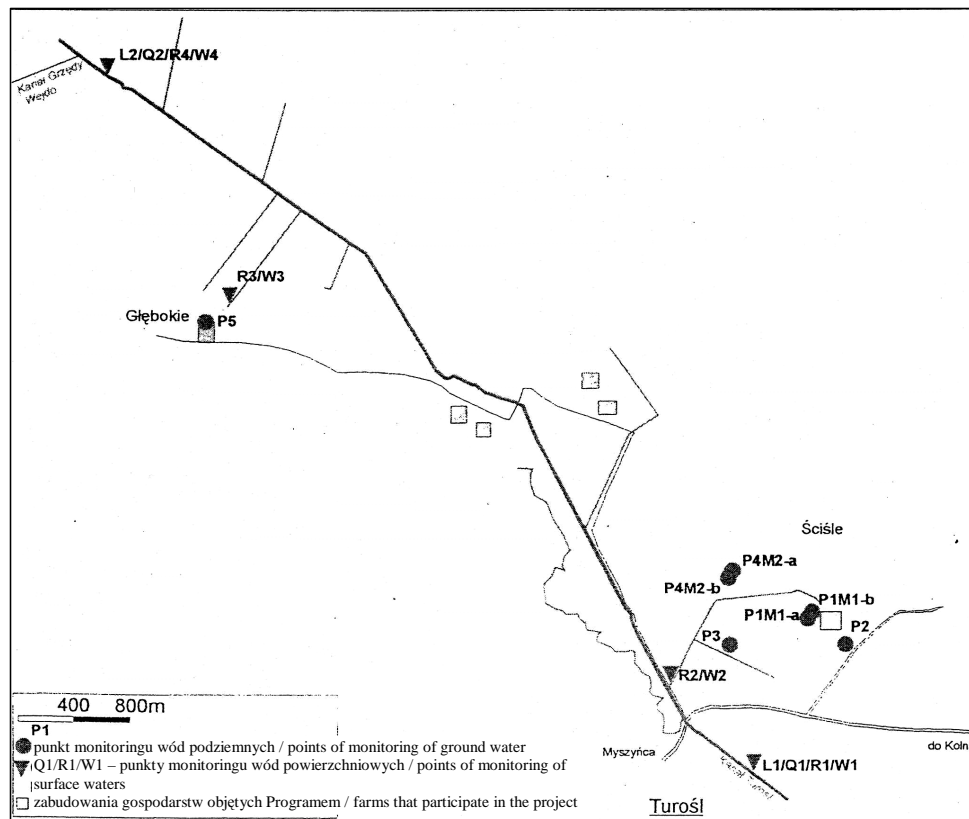 L2/Q2/R4/W4
Kanał Grzędy
Wejdo
R3/W3
Głębokie
P5
Ściśle
P4M2-a
P4M2-b
P1M1-b
P1M1-a
P2
P3
R2/W2
400 800m
P1
punkt monitoringu wód podziemnych / points of monitoring of ground water
Myszyńca
do Koln
Q1/R1/W1 – punkty monitoringu wód powierzchniowych / points of monitoring of
surface waters
L1/Q1/R1/W1
Kanał
zabudowania gospodarstw objętych Programem / farms that participate in the project
Turośl